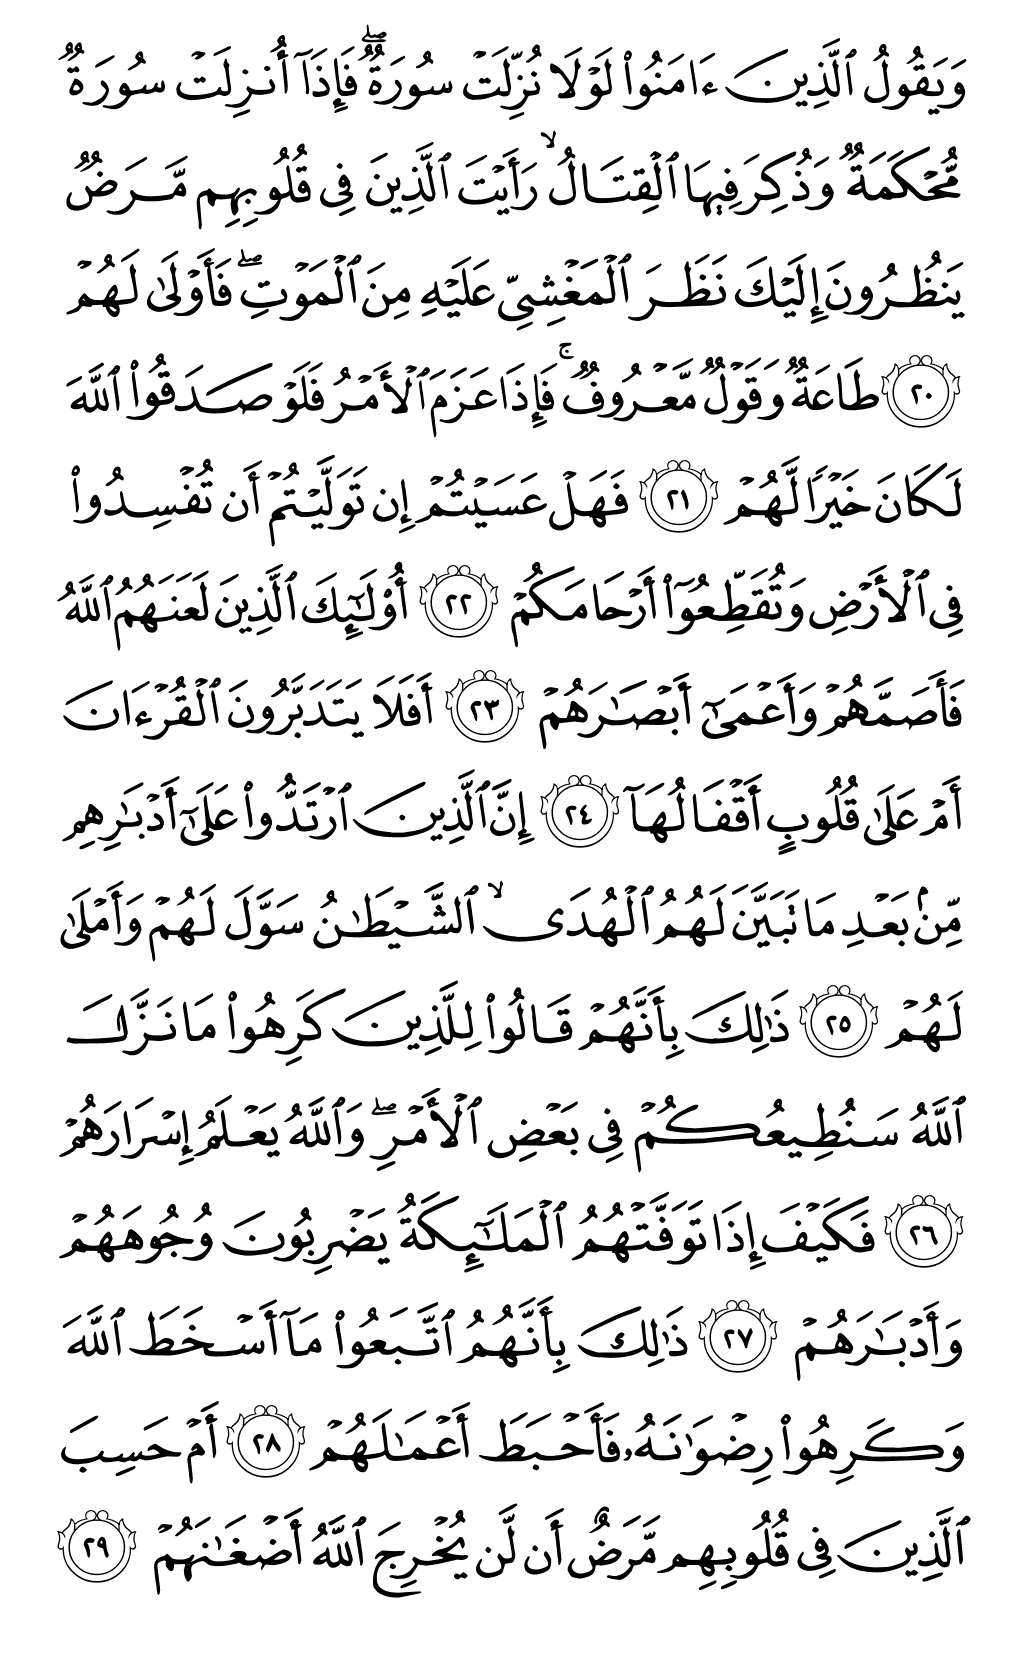 وَيَقُولُ ٱلَّذِينَ ءَامَنُوا۟ لَوْلَا نُزِّلَتْ سُورَةٌۖ فَإِذَآ أُنزِلَتْ سُورَةٌ
مُّحْكَمَةٌ وَذُكِرَ فِيهَا ٱلْقِتَالُۙ رَأَيْتَ ٱلَّذِينَ فِى قُلُوبِهِم مَّرَضٌ
يَنظُرُونَ إِلَيْكَ نَظَرَ ٱلْمَغْشِىِّ عَلَيْهِ مِنَ ٱلْمَوْتِۖ فَأَوْلَىٰ لَهُمْ
٢٠ طَاعَةٌ وَقَوْلٌ مَّعْرُوفٌۚ فَإِذَا عَزَمَ ٱلْأَمْرُ فَلَوْ صَدَقُوا۟ ٱللَّهَ
لَكَانَ خَيْرًا لَّهُمْ ٢١ فَهَلْ عَسَيْتُمْ إِن تَوَلَّيْتُمْ أَن تُفْسِدُوا۟
فِى ٱلْأَرْضِ وَتُقَطِّعُوٓا۟ أَرْحَامَكُمْ ٢٢ أُو۟لَـٰٓئِكَ ٱلَّذِينَ لَعَنَهُمُ ٱللَّهُ
فَأَصَمَّهُمْ وَأَعْمَىٰٓ أَبْصَـٰرَهُمْ ٢٣ أَفَلَا يَتَدَبَّرُونَ ٱلْقُرْءَانَ
أَمْ عَلَىٰ قُلُوبٍ أَقْفَالُهَآ ٢٤ إِنَّ ٱلَّذِينَ ٱرْتَدُّوا۟ عَلَىٰٓ أَدْبَـٰرِهِم
مِّنۢ بَعْدِ مَا تَبَيَّنَ لَهُمُ ٱلْهُدَىۙ ٱلشَّيْطَـٰنُ سَوَّلَ لَهُمْ وَأَمْلَىٰ
لَهُمْ ٢٥ ذَٰلِكَ بِأَنَّهُمْ قَالُوا۟ لِلَّذِينَ كَرِهُوا۟ مَا نَزَّلَ
ٱللَّهُ سَنُطِيعُكُمْ فِى بَعْضِ ٱلْأَمْرِۖ وَٱللَّهُ يَعْلَمُ إِسْرَارَهُمْ
٢٦ فَكَيْفَ إِذَا تَوَفَّتْهُمُ ٱلْمَلَـٰٓئِكَةُ يَضْرِبُونَ وُجُوهَهُمْ
وَأَدْبَـٰرَهُمْ ٢٧ ذَٰلِكَ بِأَنَّهُمُ ٱتَّبَعُوا۟ مَآ أَسْخَطَ ٱللَّهَ
وَكَرِهُوا۟ رِضْوَٰنَهُۥ فَأَحْبَطَ أَعْمَـٰلَهُمْ ٢٨ أَمْ حَسِبَ
ٱلَّذِينَ فِى قُلُوبِهِم مَّرَضٌ أَن لَّن يُخْرِجَ ٱللَّهُ أَضْغَـٰنَهُمْ ٢٩